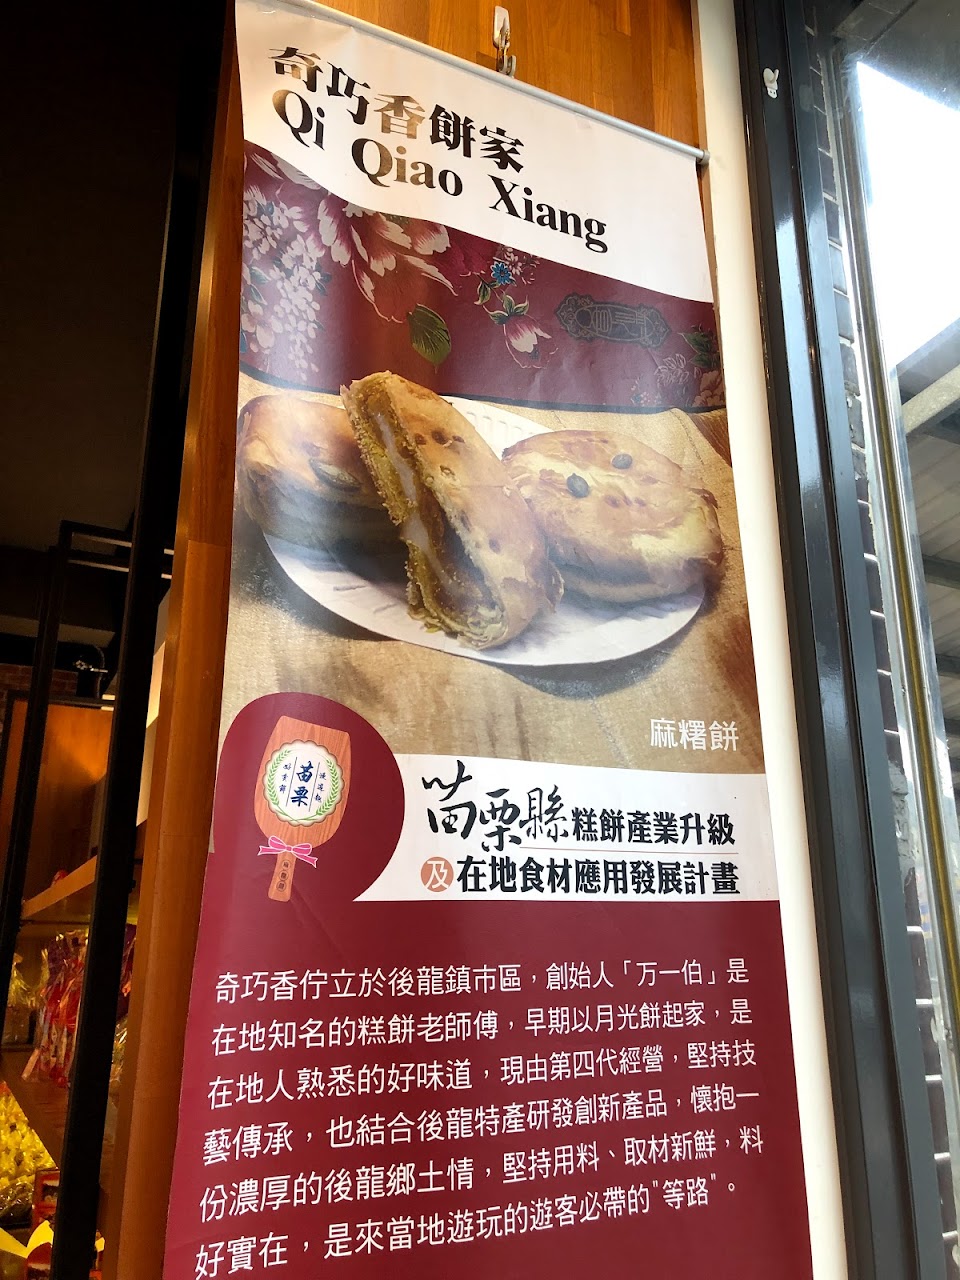 奇巧香餅家
Qi Qiao Xiang
麻糬餅
苗栗
苗栗縣糕餅產業升級
及在地食材應用發展計畫
奇巧香佇立於後龍鎮市區，創始人「万一伯」是
在地知名的糕餅老師傅，早期以月光餅起家，是
在地人熟悉的好味道，現由第四代經營，堅持技
藝傳承，也結合後龍特產研發創新產品，懷抱一
份濃厚的後龍鄉土情，堅持用料、取材新鮮，料
好實在，是來當地遊玩的遊客必帶的"等路"。